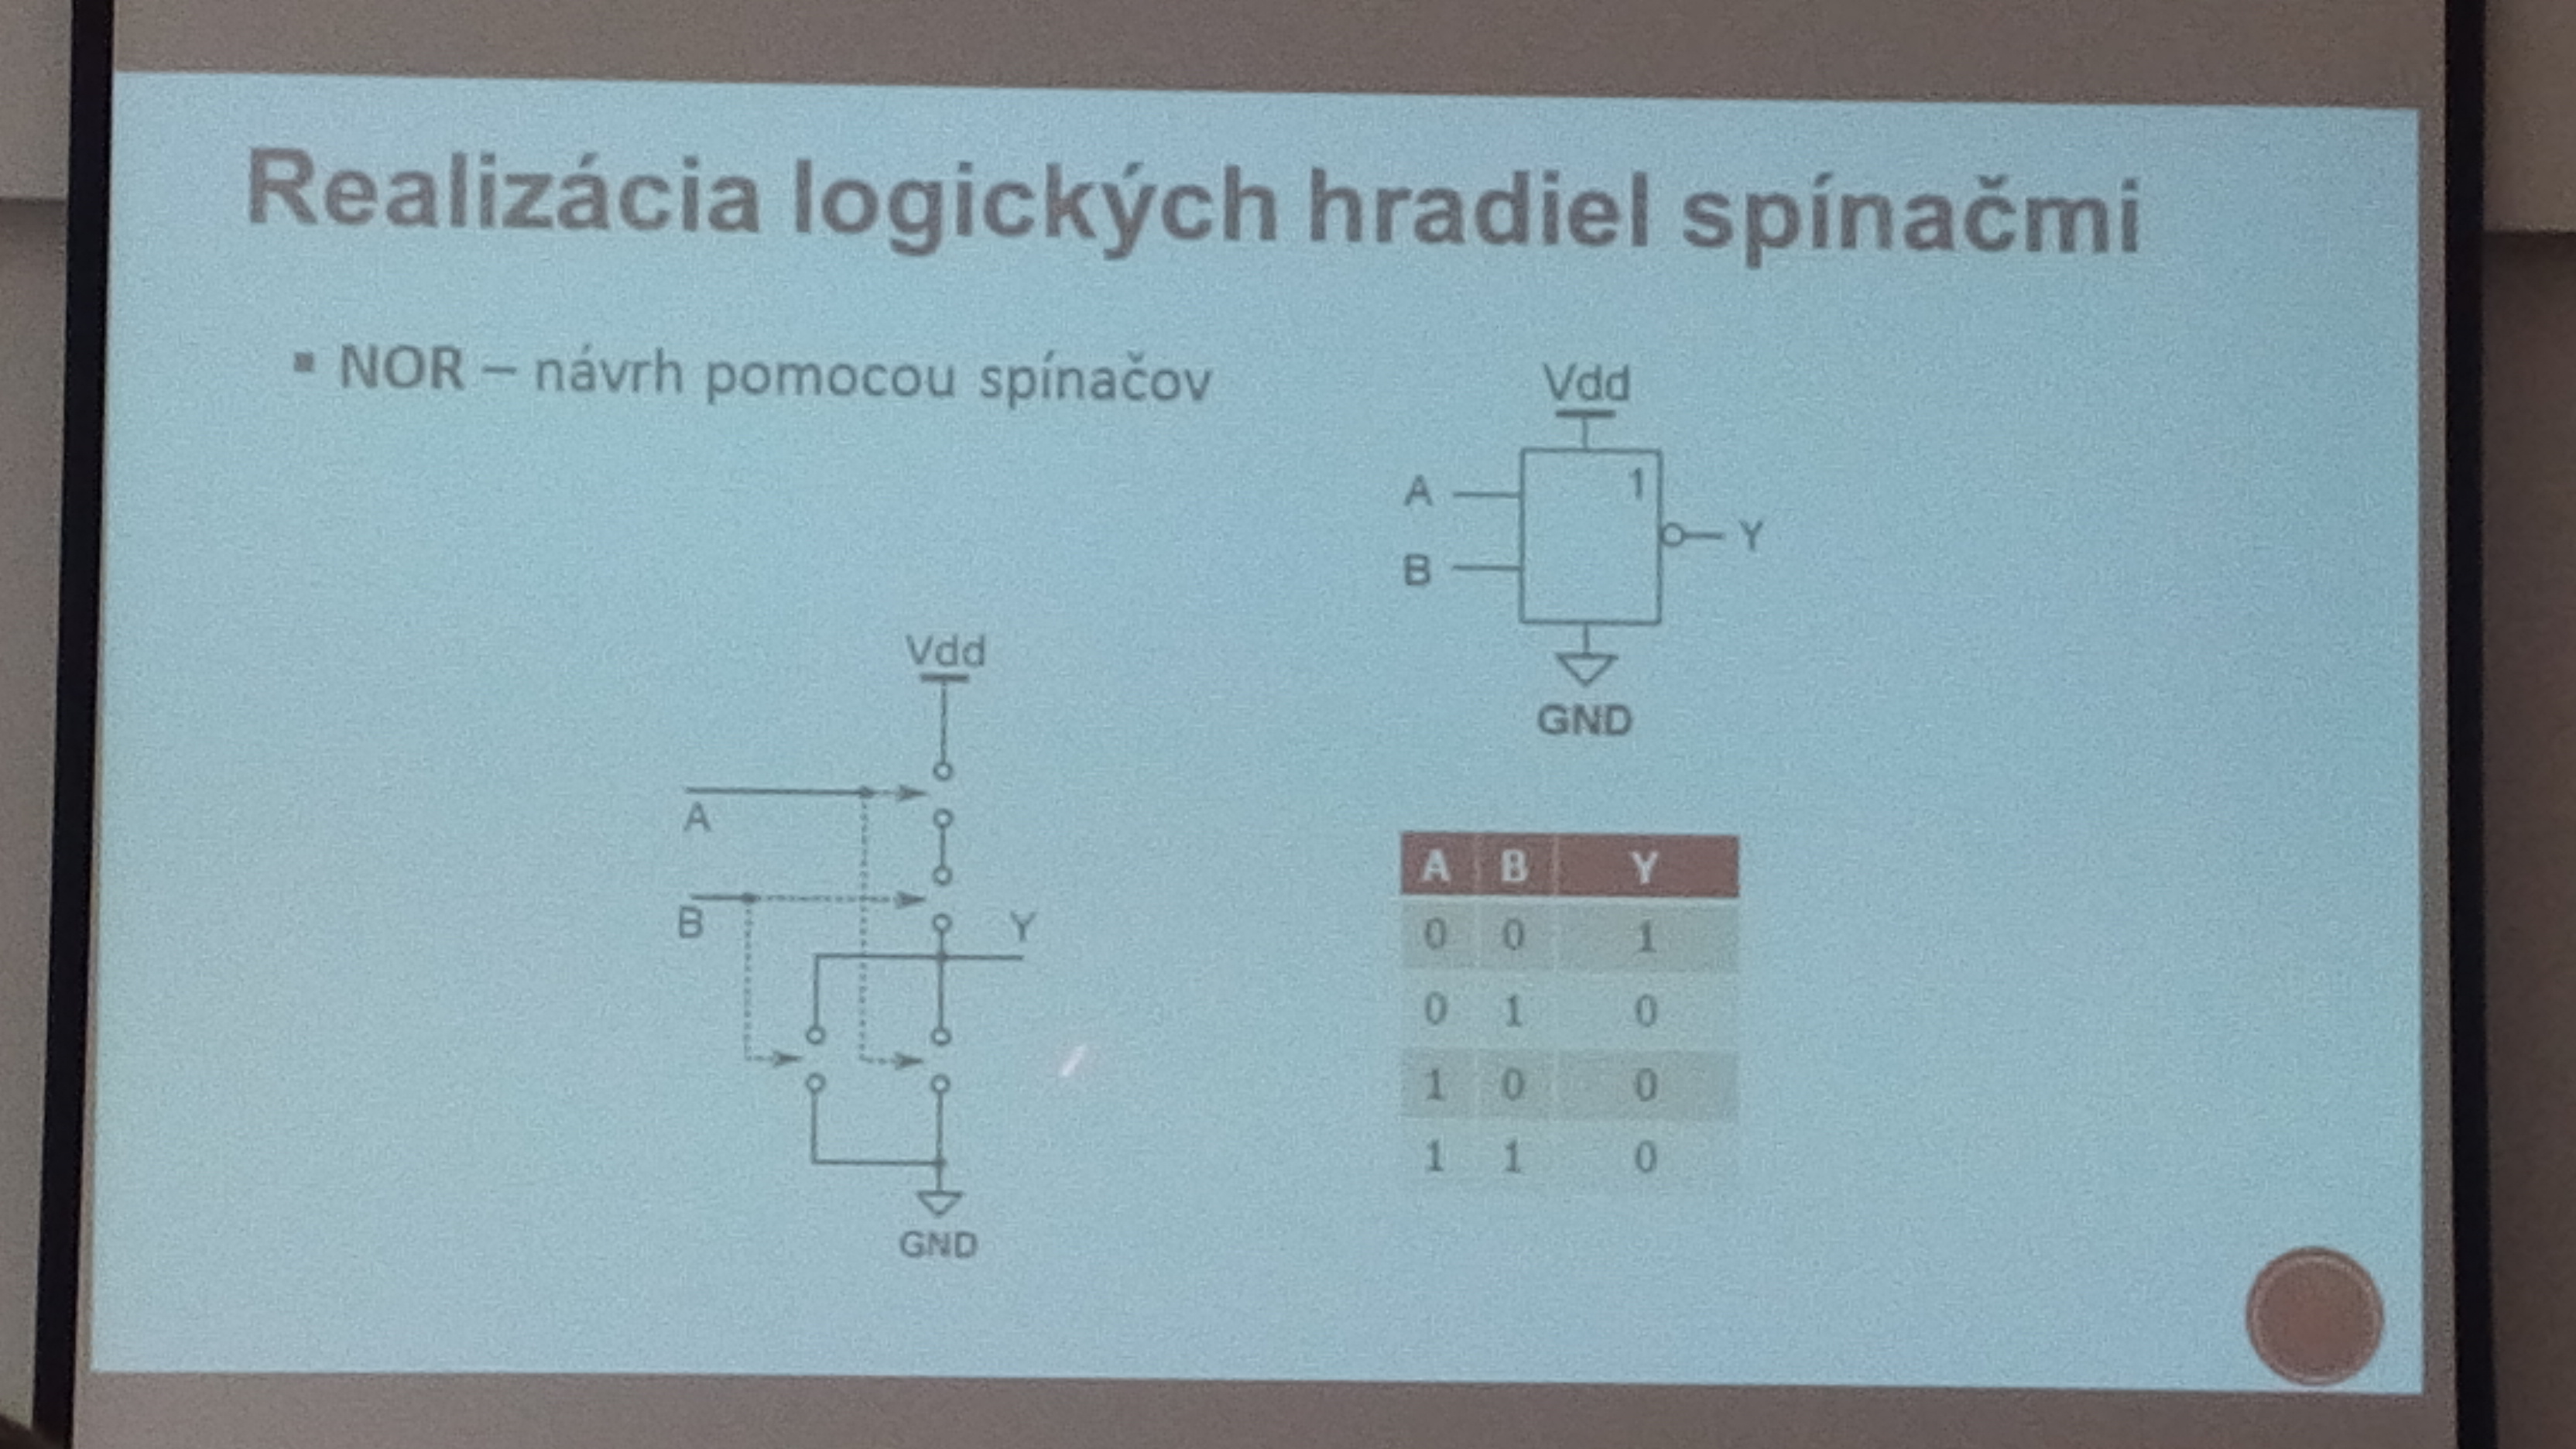 Realizácia logických hradiel spínačmi
▪ NOR – návrh pomocou spínačov
Vdd
1
A
B
Y
GND
Vdd
A
B
Y
GND
A B Y
0 0 1
0 1 0
1 0 0
1 1 0